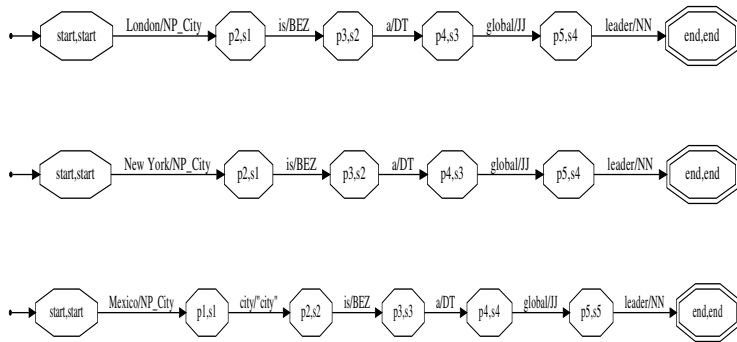 London/NP_City is/BEZ a/DT global/JJ leader/NN
start,start p2,s1 p3,s2 p4,s3 p5,s4 end,end
New York/NP_City is/BEZ a/DT global/JJ leader/NN
start,start p2,s1 p3,s2 p4,s3 p5,s4 end,end
Mexico/NP_City city/"city" is/BEZ a/DT global/JJ leader/NN
start,start p1,s1 p2,s2 p3,s3 p4,s4 p5,s5 end,end